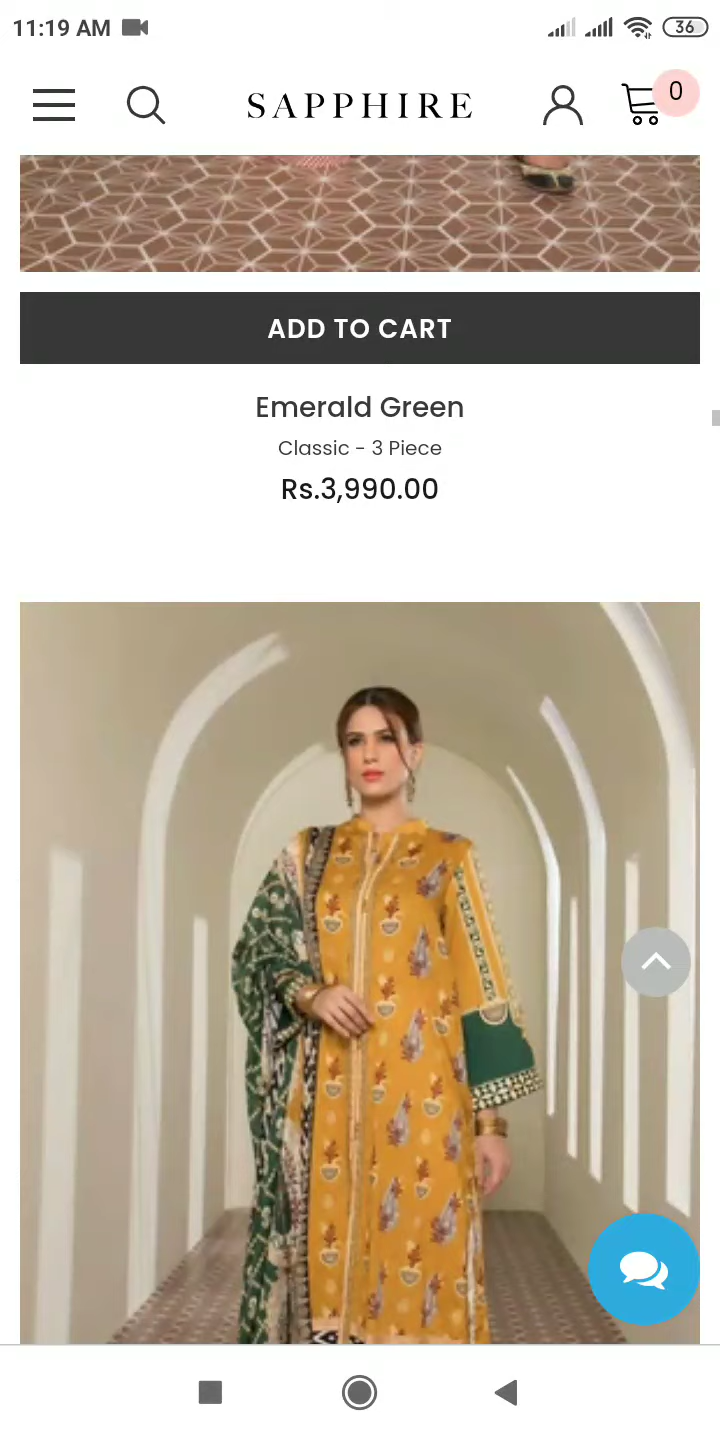 11:19 AM
36
SAPPHIRE
0
ADD TO CART
Emerald Green
Classic - 3 Piece
Rs.3,990.00